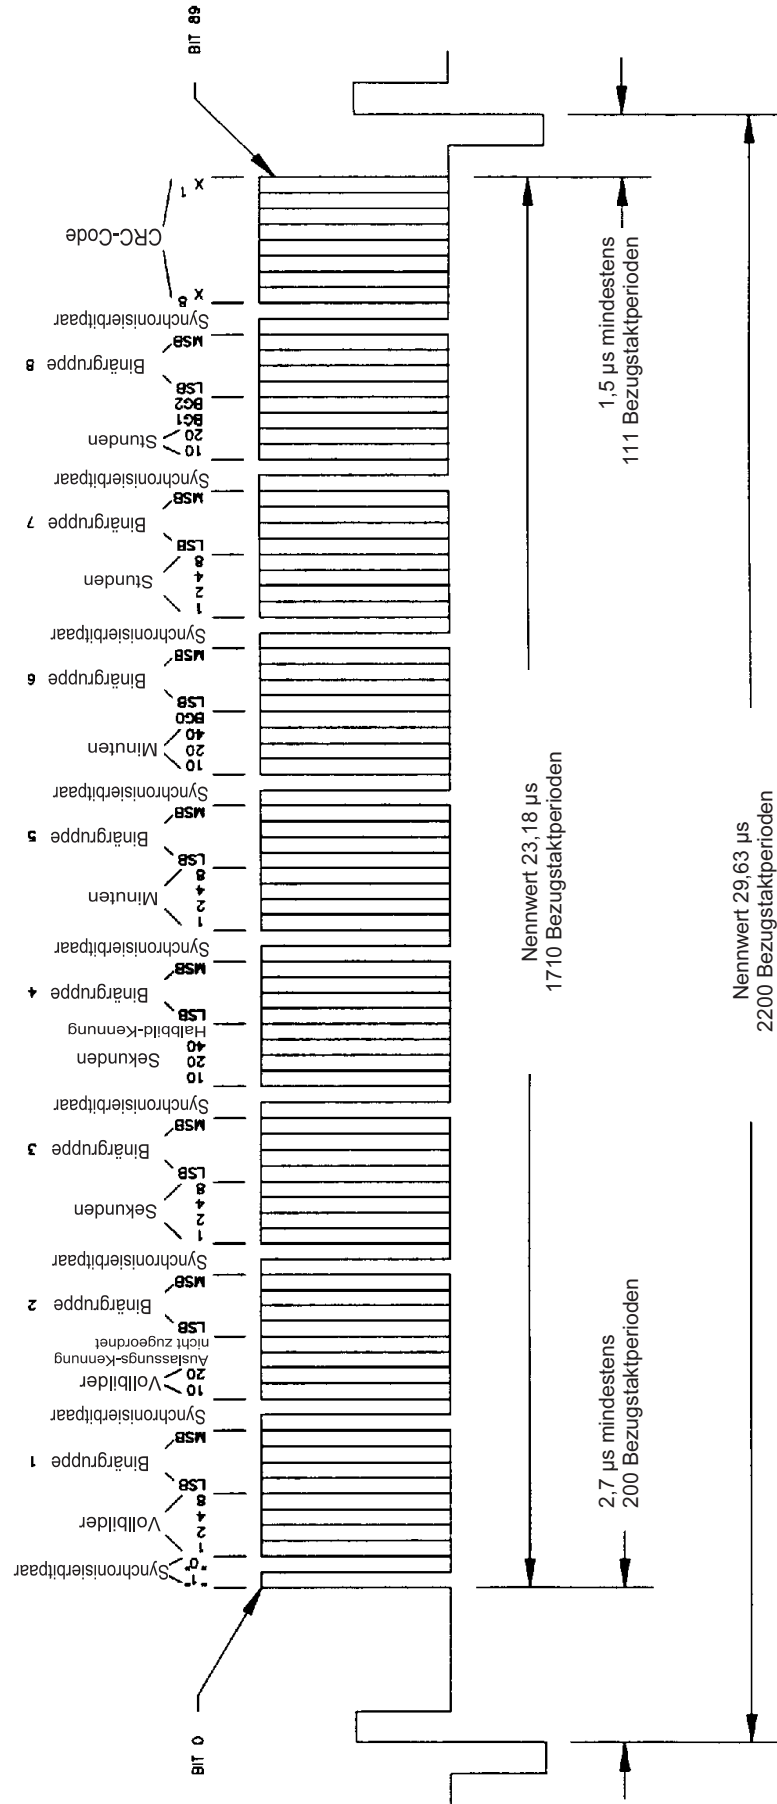 BIT 0
BIT 89
Synchronisierbitpaar
"1"
"0"
Vollbilder
1
2
4
8
Binärgruppe 1
LSB
MSB
Synchronisierbitpaar
Vollbilder
10
20
Auslassungs-Kennung
nicht zugeordnet
Binärgruppe 2
LSB
MSB
Synchronisierbitpaar
Sekunden
1
2
4
8
Binärgruppe 3
LSB
MSB
Synchronisierbitpaar
Sekunden
10
20
40
Halbbild-Kennung
Binärgruppe 4
LSB
MSB
Synchronisierbitpaar
Minuten
1
2
4
8
Binärgruppe 5
LSB
MSB
Synchronisierbitpaar
Minuten
10
20
40
BG0
Binärgruppe 6
LSB
MSB
Synchronisierbitpaar
Stunden
1
2
4
8
Binärgruppe 7
LSB
MSB
Synchronisierbitpaar
Stunden
10
20
BG1
BG2
Binärgruppe 8
LSB
MSB
Synchronisierbitpaar
CRC-Code
X 8
X 1
Nennwert 23,18 µs
1710 Bezugstaktperioden
2,7 µs mindestens
200 Bezugstaktperioden
1,5 µs mindestens
111 Bezugstaktperioden
Nennwert 29,63 µs
2200 Bezugstaktperioden